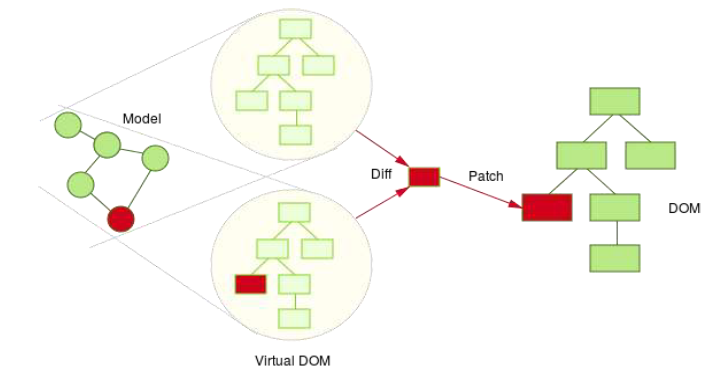 Model
Diff
Patch
DOM
Virtual DOM